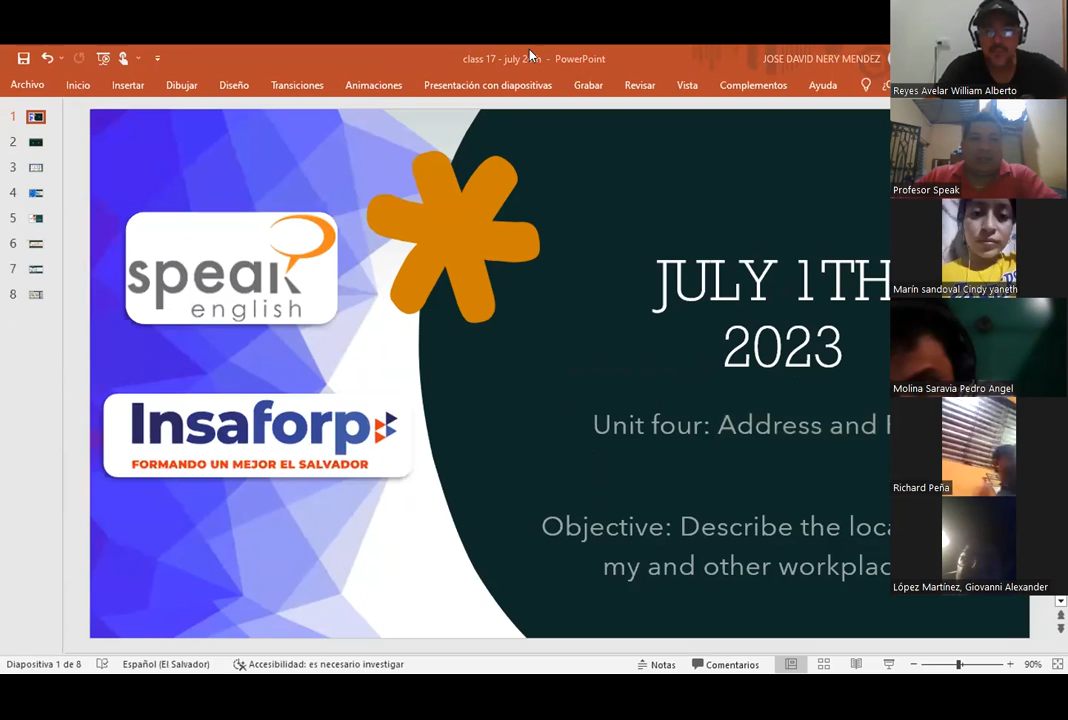 class 17 - july 2 - PowerPoint
JOSE DAVID NERY MENDEZ
Archivo Inicio Insertar Dibujar Diseño Transiciones Animaciones Presentación con diapositivas Grabar Revisar Vista Complementos Ayuda
1
2
3
4
5
6
7
8
speak
english
Insaforp
FORMANDO UN MEJOR EL SALVADOR
JULY 1TH
2023
Unit four: Address and
Objective: Describe the loca
my and other workplac
Reyes Avelar William Alberto
Profesor Speak
Marín sandoval Cindy yaneth
Molina Saravia Pedro Angel
Richard Peña
López Martínez, Giovanni Alexander
Diapositiva 1 de 8 Español (El Salvador) Accesibilidad: es necesario investigar Notas Comentarios 90%